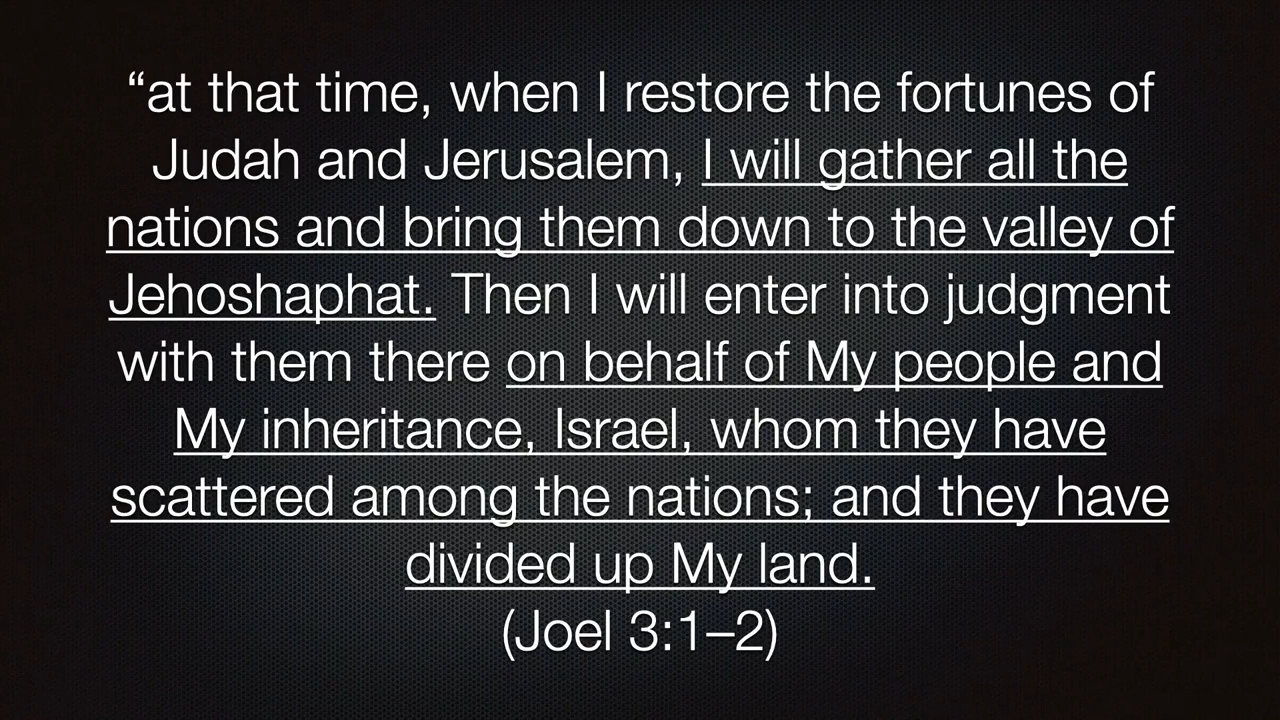 “at that time, when I restore the fortunes of
Judah and Jerusalem, I will gather all the
nations and bring them down to the valley of
Jehoshaphat. Then I will enter into judgment
with them there on behalf of My people and
My inheritance, Israel, whom they have
scattered among the nations; and they have
divided up My land.
(Joel 3:1–2)